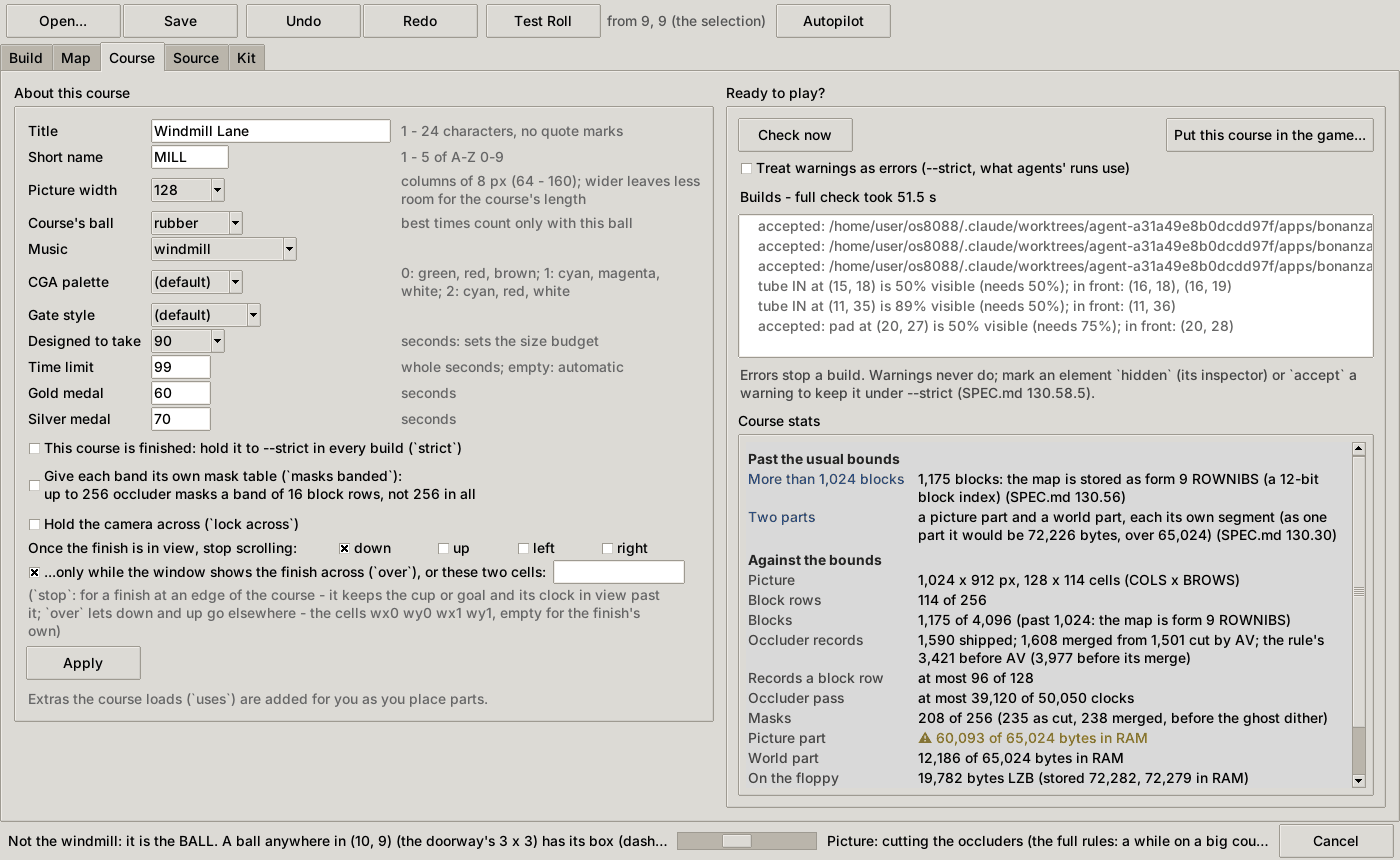 Open... Save Undo Redo Test Roll from 9, 9 (the selection) Autopilot
Build Map Course Source Kit
About this course
Title Windmill Lane 1 - 24 characters, no quote marks
Short name MILL 1 - 5 of A-Z 0-9
Picture width 128 columns of 8 px (64 - 160); wider leaves less
room for the course's length
Course's ball rubber best times count only with this ball
Music windmill
CGA palette (default) 0: green, red, brown; 1: cyan, magenta,
white; 2: cyan, red, white
Gate style (default)
Designed to take 90 seconds: sets the size budget
Time limit 99 whole seconds; empty: automatic
Gold medal 60 seconds
Silver medal 70 seconds
This course is finished: hold it to --strict in every build (`strict`)
Give each band its own mask table (`masks banded`):
up to 256 occluder masks a band of 16 block rows, not 256 in all
Hold the camera across (`lock across`)
Once the finish is in view, stop scrolling: down up left right
...only while the window shows the finish across (`over`), or these two cells:
(`stop`: for a finish at an edge of the course - it keeps the cup or goal and its clock in view past
it; `over` lets down and up go elsewhere - the cells wx0 wy0 wx1 wy1, empty for the finish's
own)
Apply
Extras the course loads (`uses`) are added for you as you place parts.
Ready to play?
Check now Put this course in the game...
Treat warnings as errors (--strict, what agents' runs use)
Builds - full check took 51.5 s
accepted: /home/user/os8088/.claude/worktrees/agent-a31a49e8b0dcdd97f/apps/bonanza
accepted: /home/user/os8088/.claude/worktrees/agent-a31a49e8b0dcdd97f/apps/bonanza
accepted: /home/user/os8088/.claude/worktrees/agent-a31a49e8b0dcdd97f/apps/bonanza
tube IN at (15, 18) is 50% visible (needs 50%); in front: (16, 18), (16, 19)
tube IN at (11, 35) is 89% visible (needs 50%); in front: (11, 36)
accepted: pad at (20, 27) is 50% visible (needs 75%); in front: (20, 28)
Errors stop a build. Warnings never do; mark an element `hidden` (its inspector) or `accept` a
warning to keep it under --strict (SPEC.md 130.58.5).
Course stats
Past the usual bounds
More than 1,024 blocks 1,175 blocks: the map is stored as form 9 ROWNIBS (a 12-bit
block index) (SPEC.md 130.56)
Two parts a picture part and a world part, each its own segment (as one
part it would be 72,226 bytes, over 65,024) (SPEC.md 130.30)
Against the bounds
Picture 1,024 x 912 px, 128 x 114 cells (COLS x BROWS)
Block rows 114 of 256
Blocks 1,175 of 4,096 (past 1,024: the map is form 9 ROWNIBS)
Occluder records 1,590 shipped; 1,608 merged from 1,501 cut by AV; the rule's
3,421 before AV (3,977 before its merge)
Records a block row at most 96 of 128
Occluder pass at most 39,120 of 50,050 clocks
Masks 208 of 256 (235 as cut, 238 merged, before the ghost dither)
Picture part ⚠ 60,093 of 65,024 bytes in RAM
World part 12,186 of 65,024 bytes in RAM
On the floppy 19,782 bytes LZB (stored 72,282, 72,279 in RAM)
Not the windmill: it is the BALL. A ball anywhere in (10, 9) (the doorway's 3 x 3) has its box (dash... Picture: cutting the occluders (the full rules: a while on a big cou... Cancel